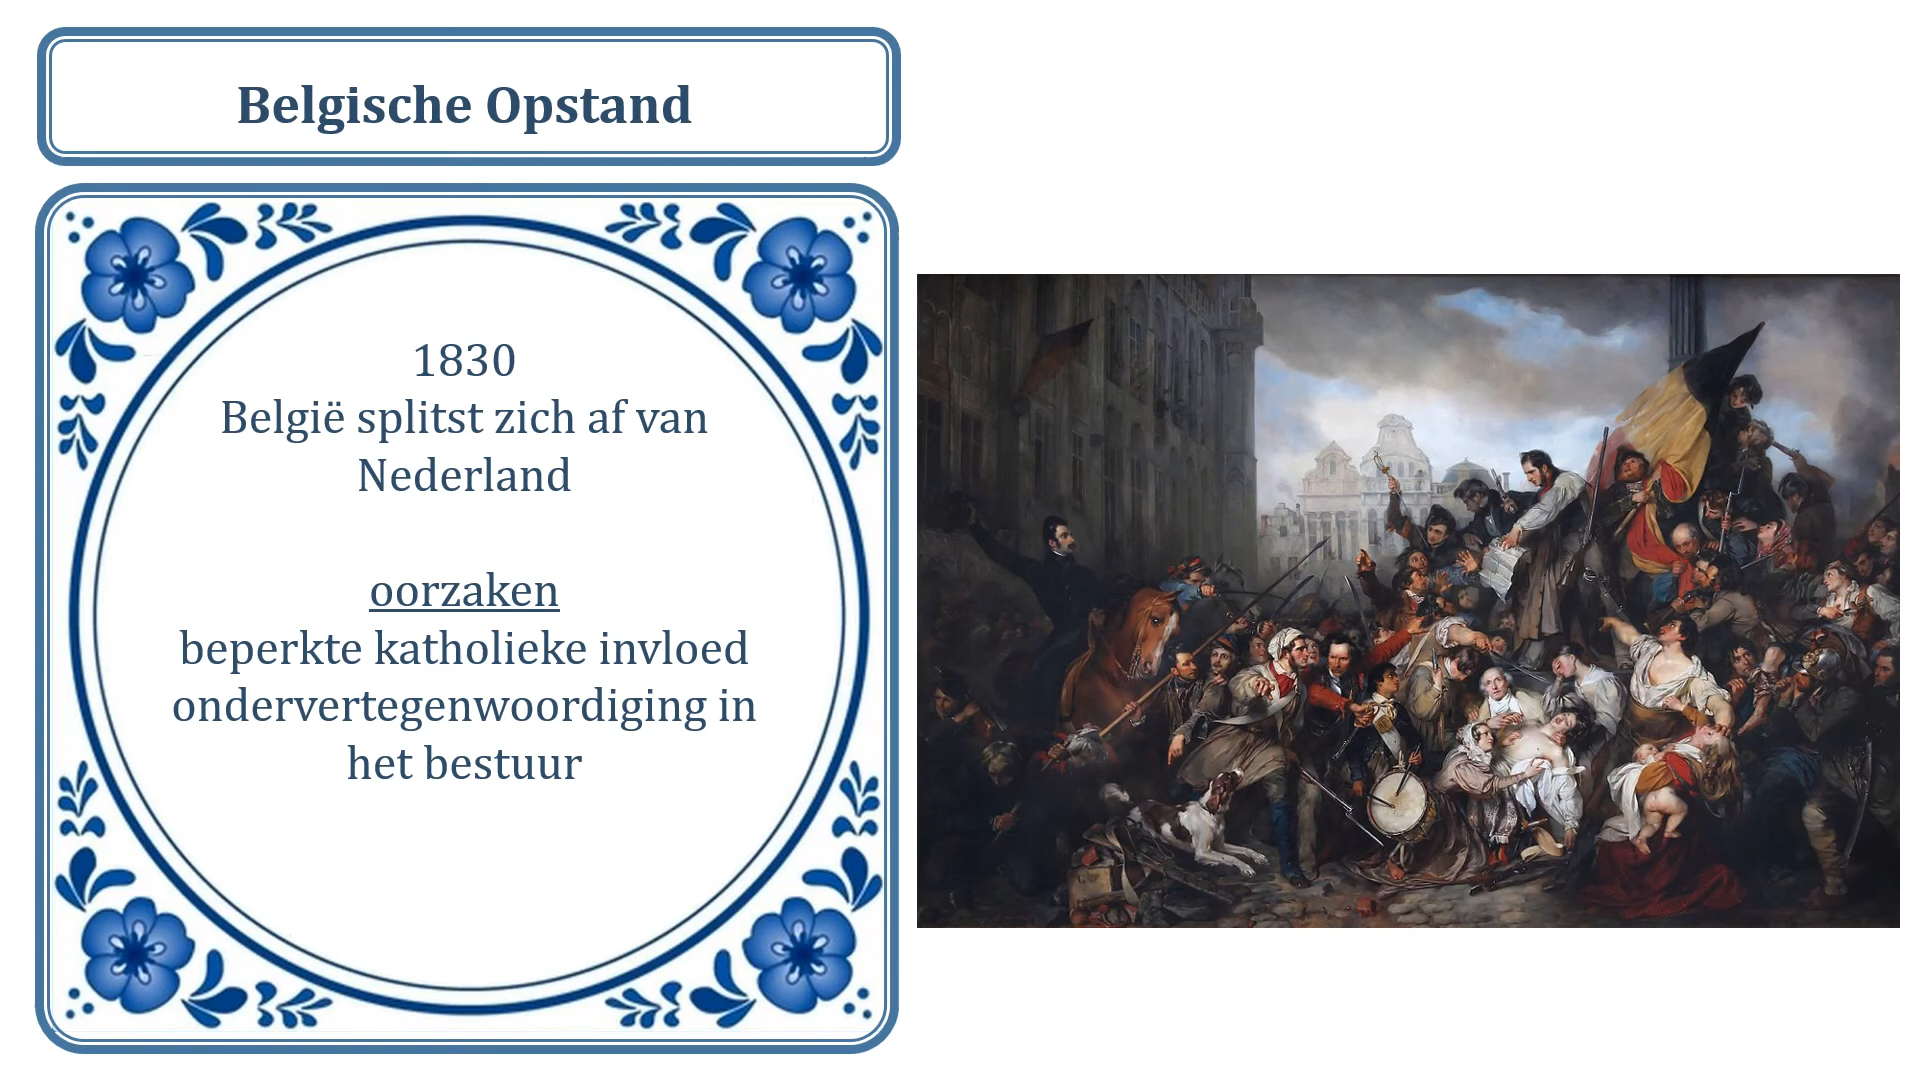 Belgische Opstand
1830
België splitst zich af van
Nederland
oorzaken
beperkte katholieke invloed
ondervertegenwoordiging in
het bestuur